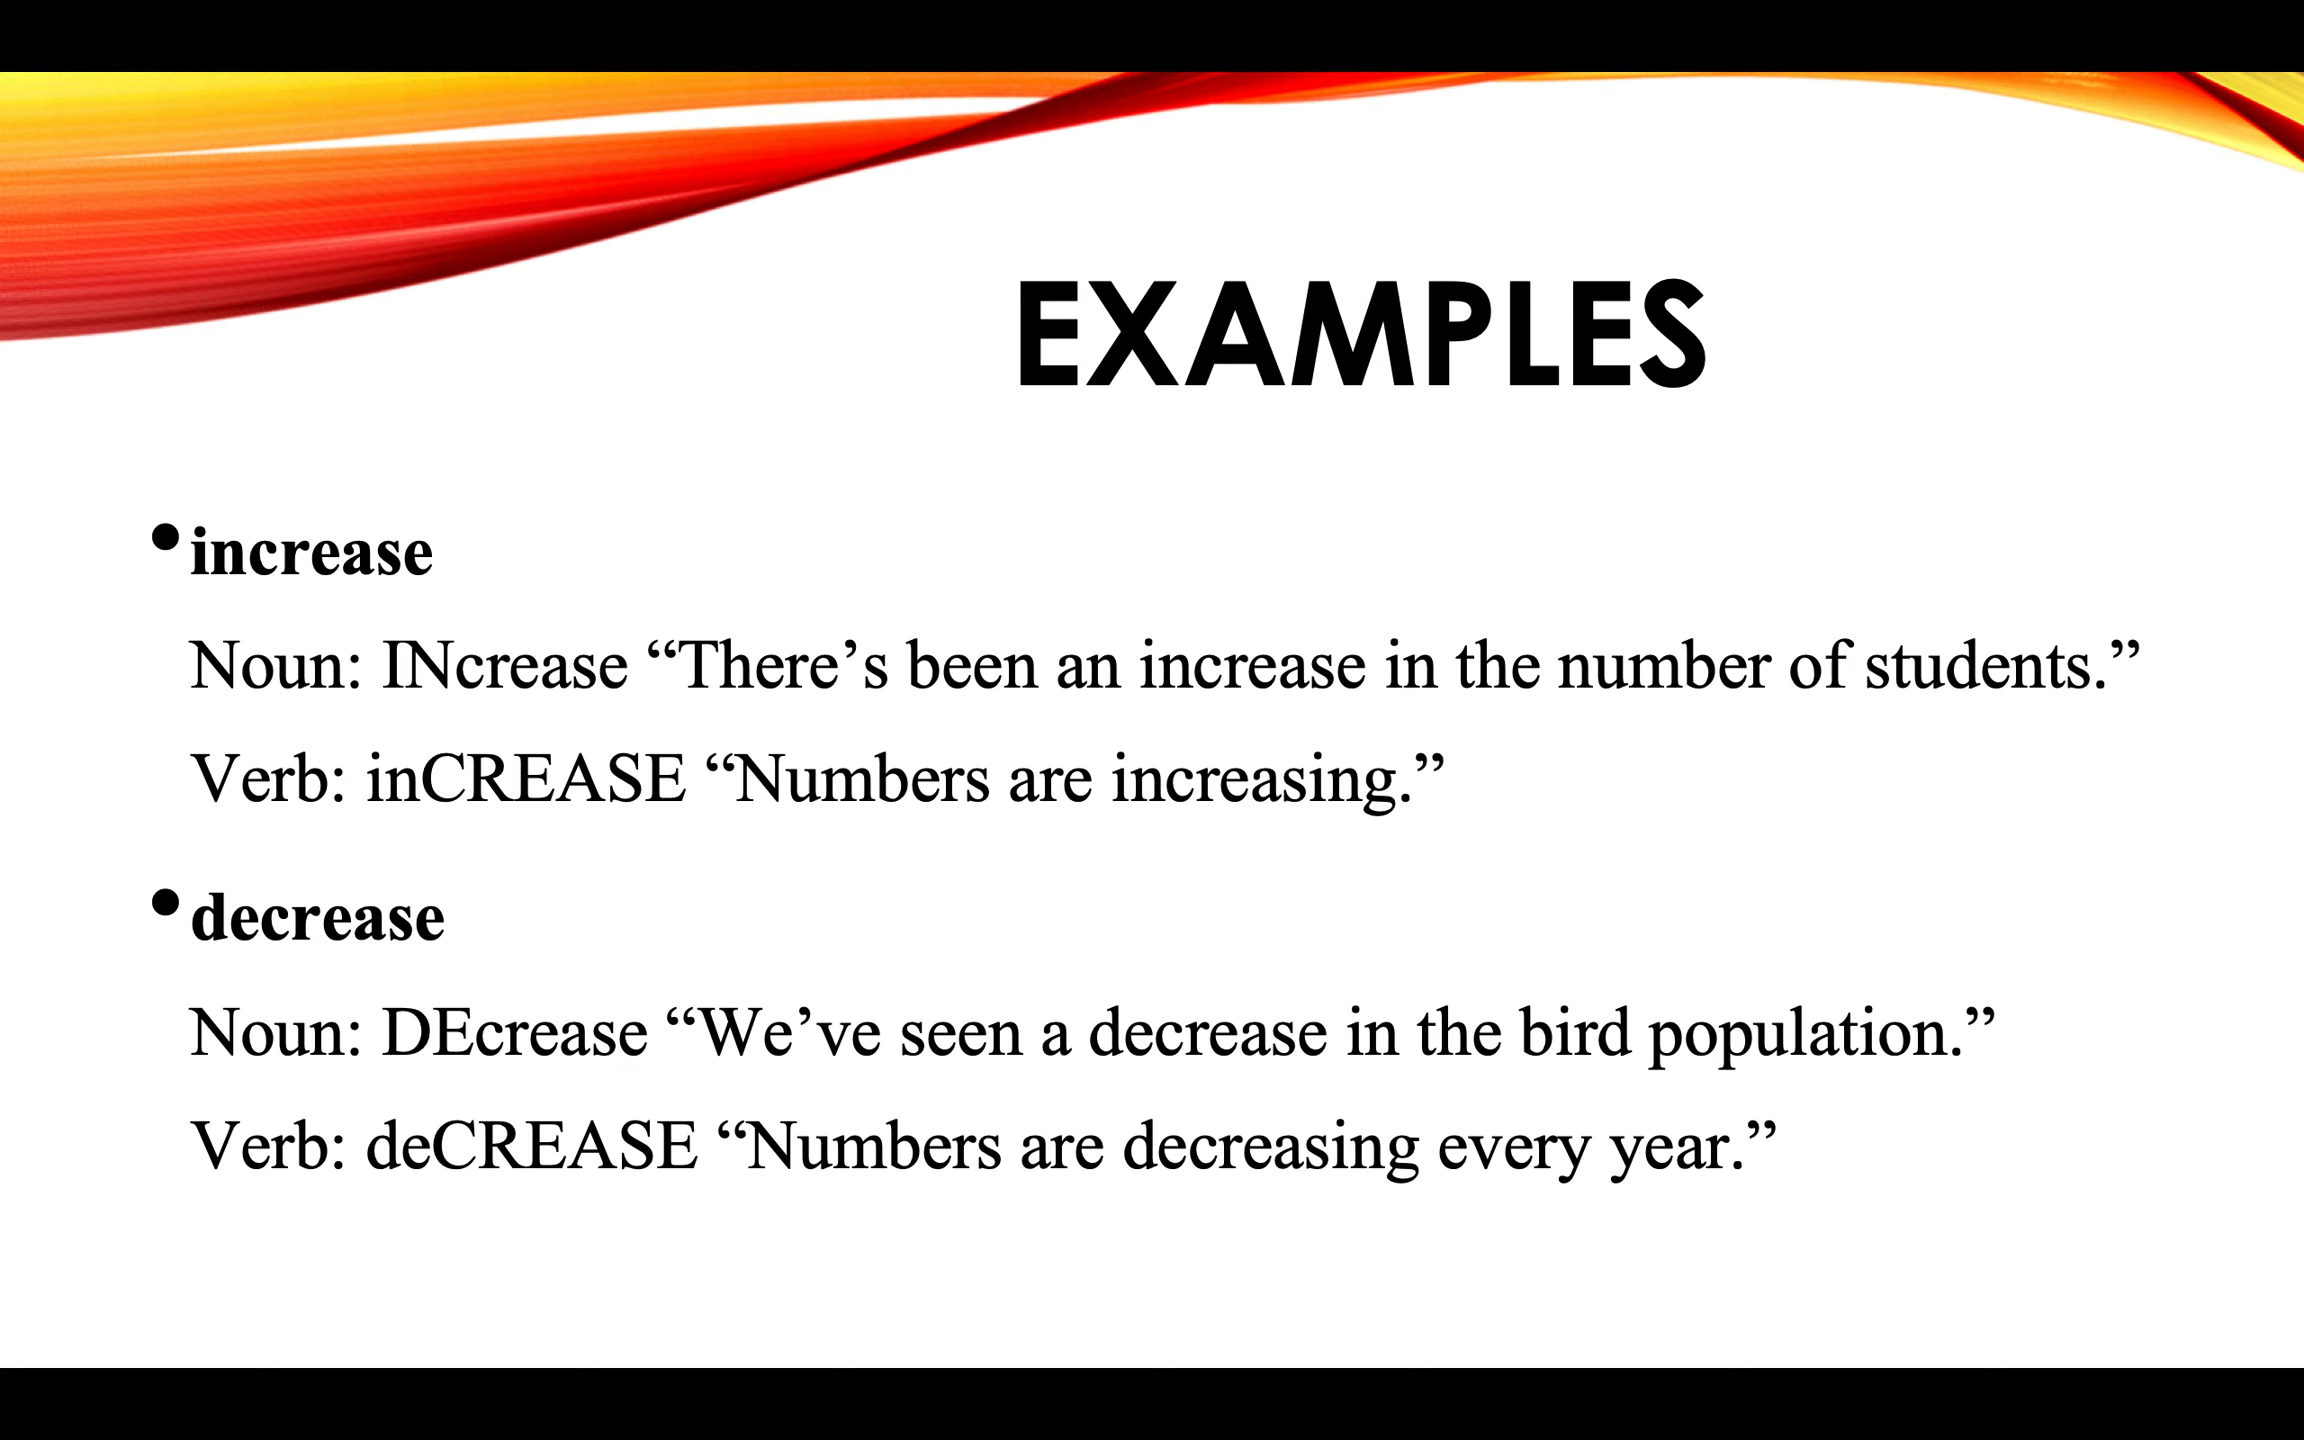 EXAMPLES
•increase
Noun: INcrease “There’s been an increase in the number of students.”
Verb: inCREASE “Numbers are increasing.”
•decrease
Noun: DEcrease “We’ve seen a decrease in the bird population.”
Verb: deCREASE “Numbers are decreasing every year.”